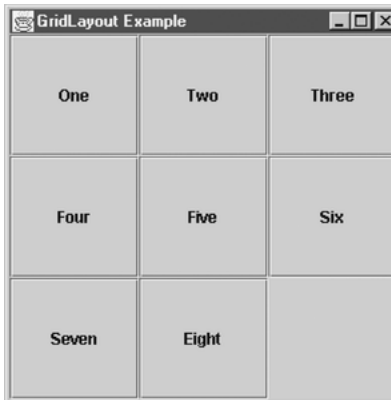 GridLayout Example
One Two Three
Four Five Six
Seven Eight